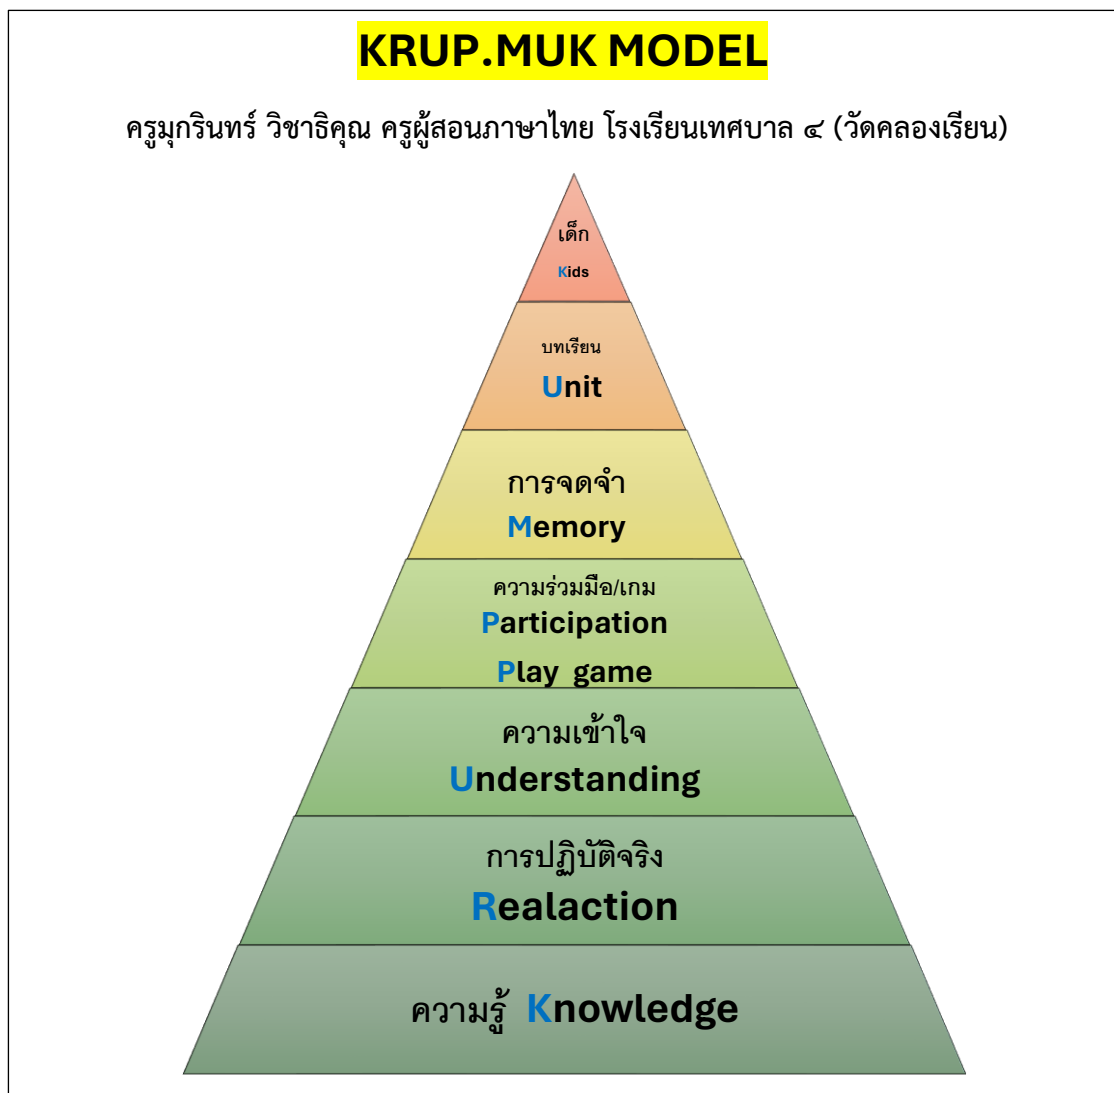 KRUP.MUK MODEL
ครูมุกรินทร์ วิชาธิคุณ ครูผู้สอนภาษาไทย โรงเรียนเทศบาล ๔ (วัดคลองเรียน)
เด็ก
Kids
บทเรียน
Unit
การจดจำ
Memory
ความร่วมมือ/เกม
Participation
Play game
ความเข้าใจ
Understanding
การปฏิบัติจริง
Realaction
ความรู้ Knowledge